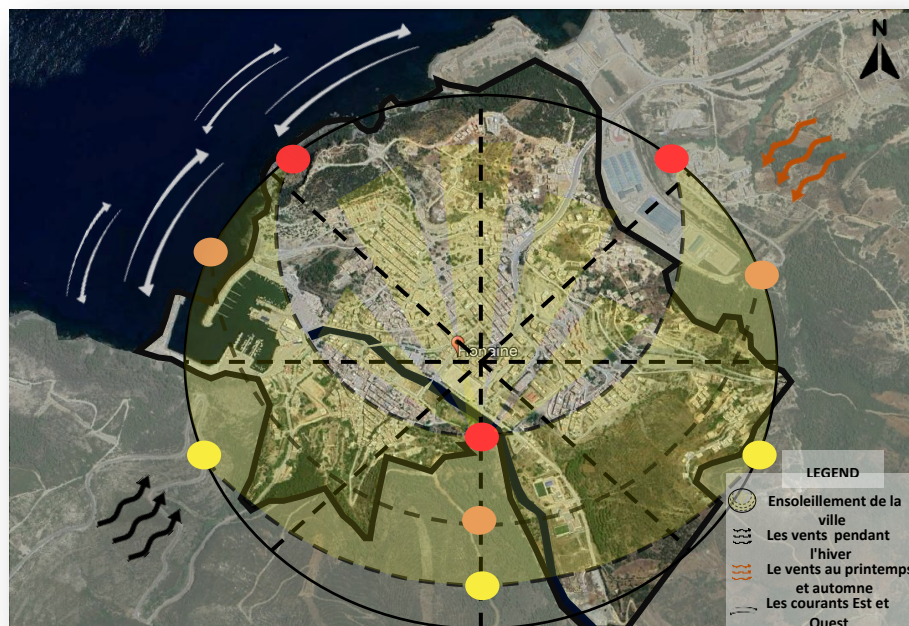 N
Honaine
LEGEND
Ensoleillement de la
ville
Les vents pendant
l'hiver
Le vents au printemps
et automne
Les courants Est et
Ouest